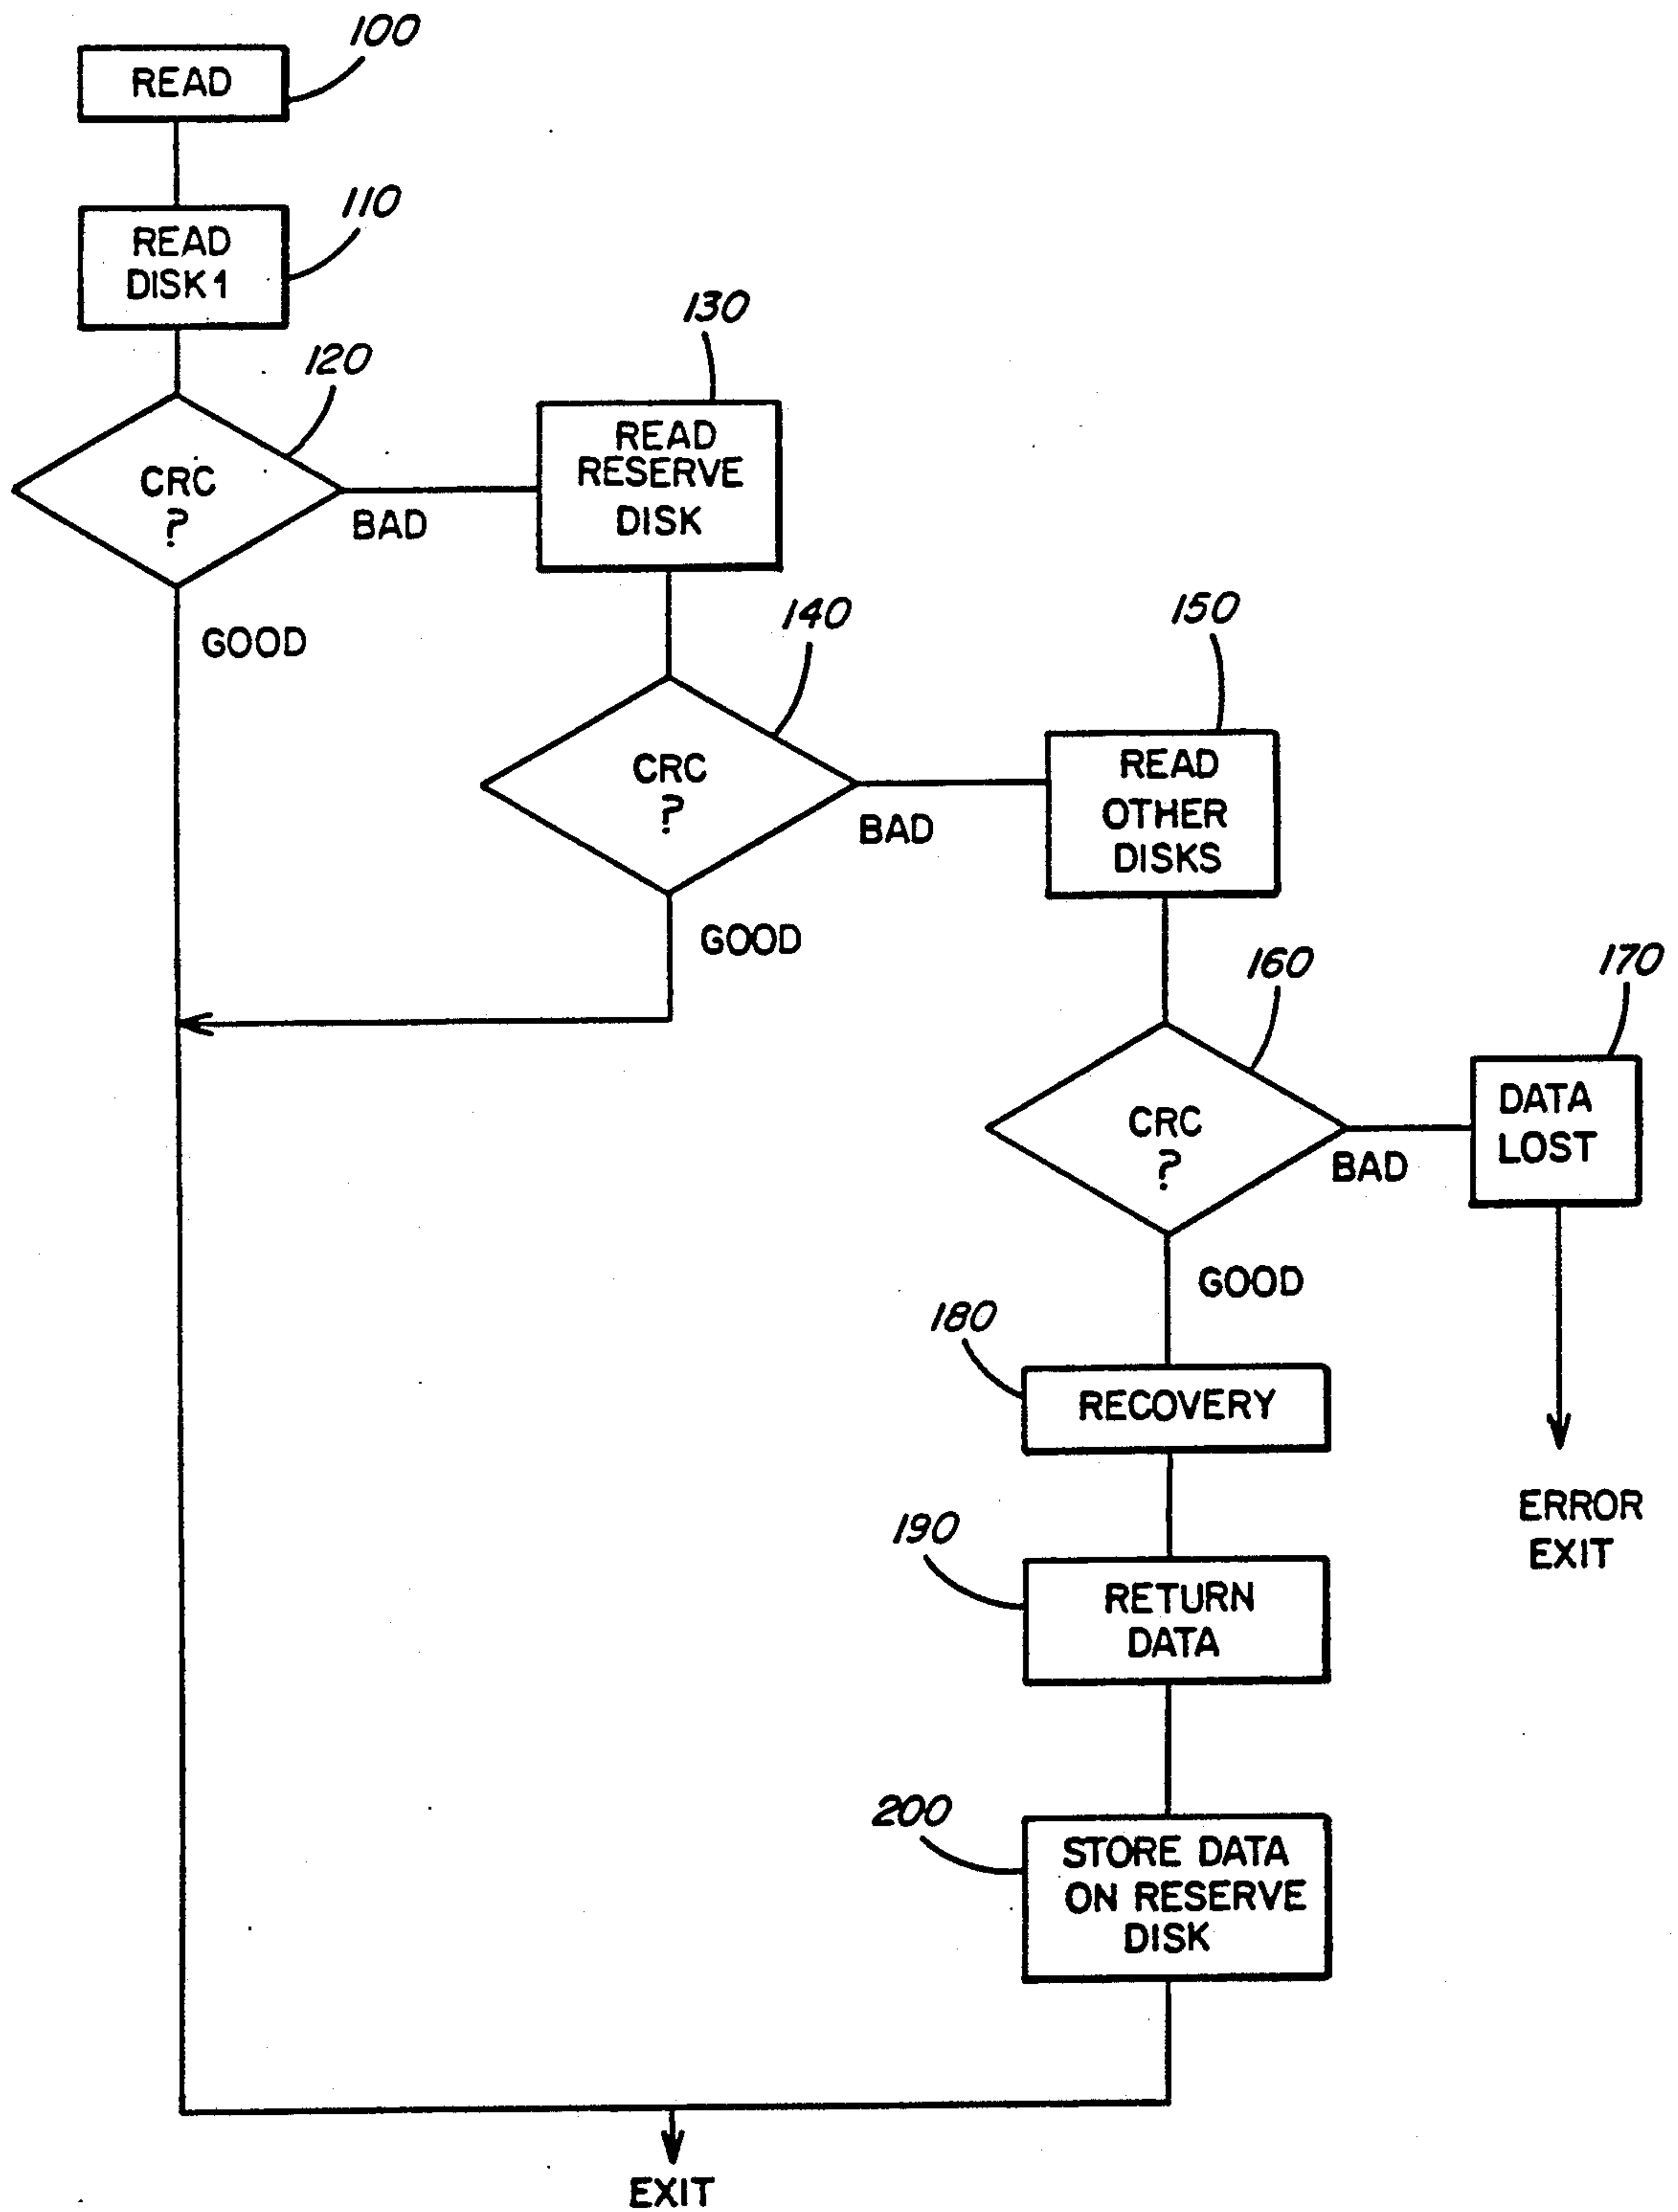 100
READ
110
READ
DISK 1
120
CRC
?
BAD
GOOD
130
READ
RESERVE
DISK
140
CRC
?
BAD
GOOD
150
READ
OTHER
DISKS
160
CRC
?
BAD
GOOD
170
DATA
LOST
ERROR
EXIT
180
RECOVERY
190
RETURN
DATA
200
STORE DATA
ON RESERVE
DISK
EXIT